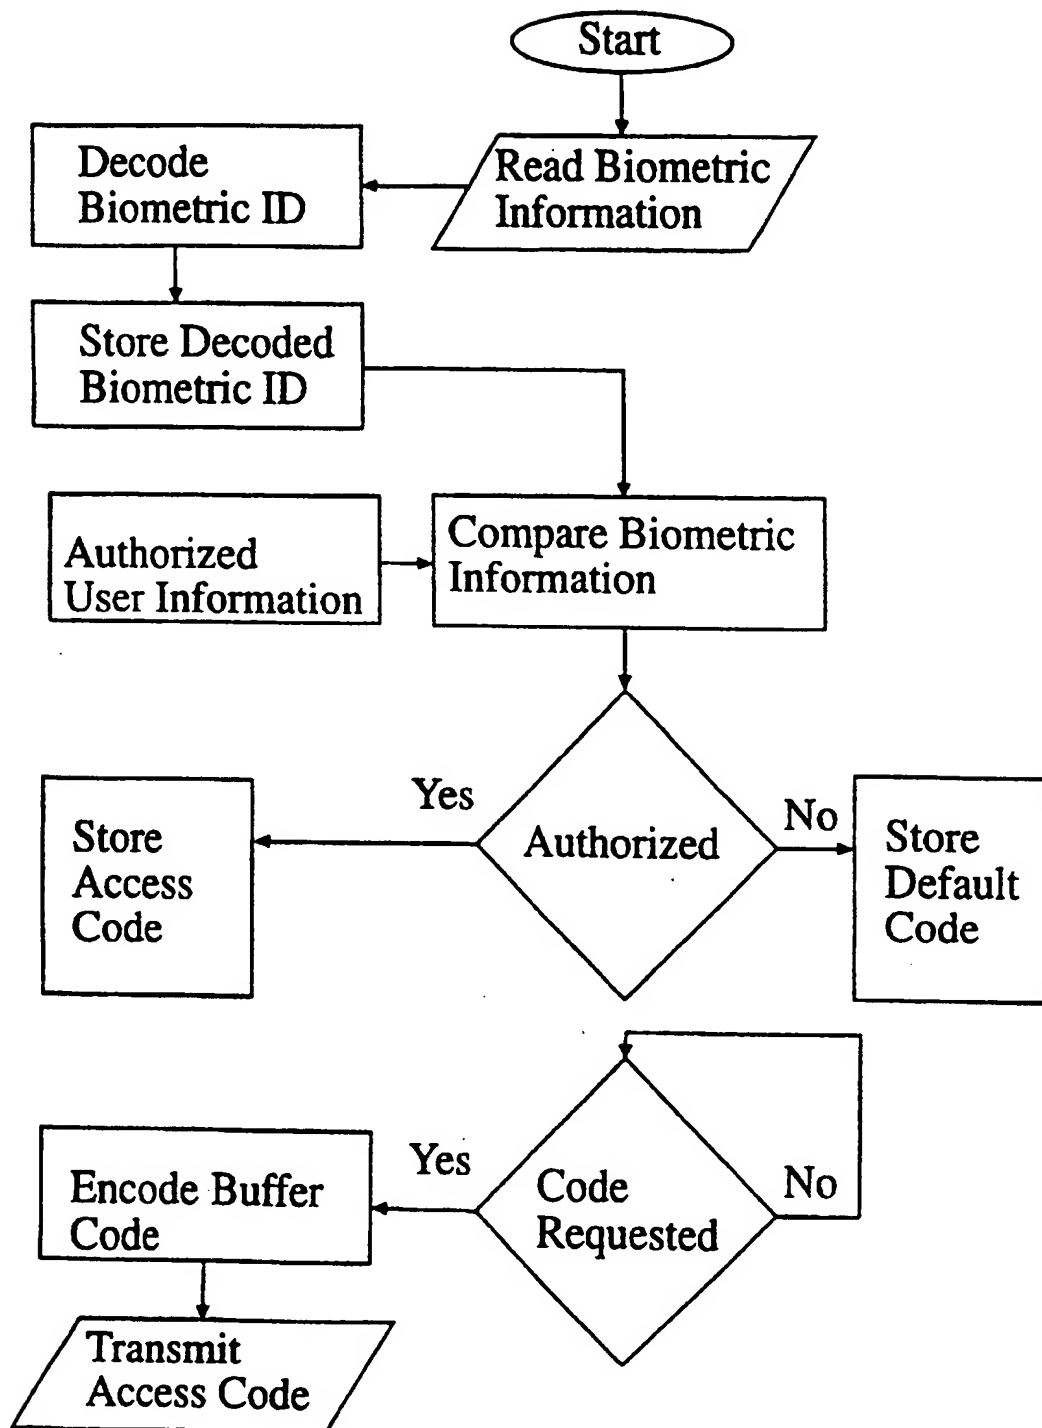 Start
Read Biometric
Information
Decode
Biometric ID
Store Decoded
Biometric ID
Authorized
User Information
Compare Biometric
Information
Yes
Authorized
No
Store
Access
Code
Store
Default
Code
Yes
Code
Requested
No
Encode Buffer
Code
Transmit
Access Code